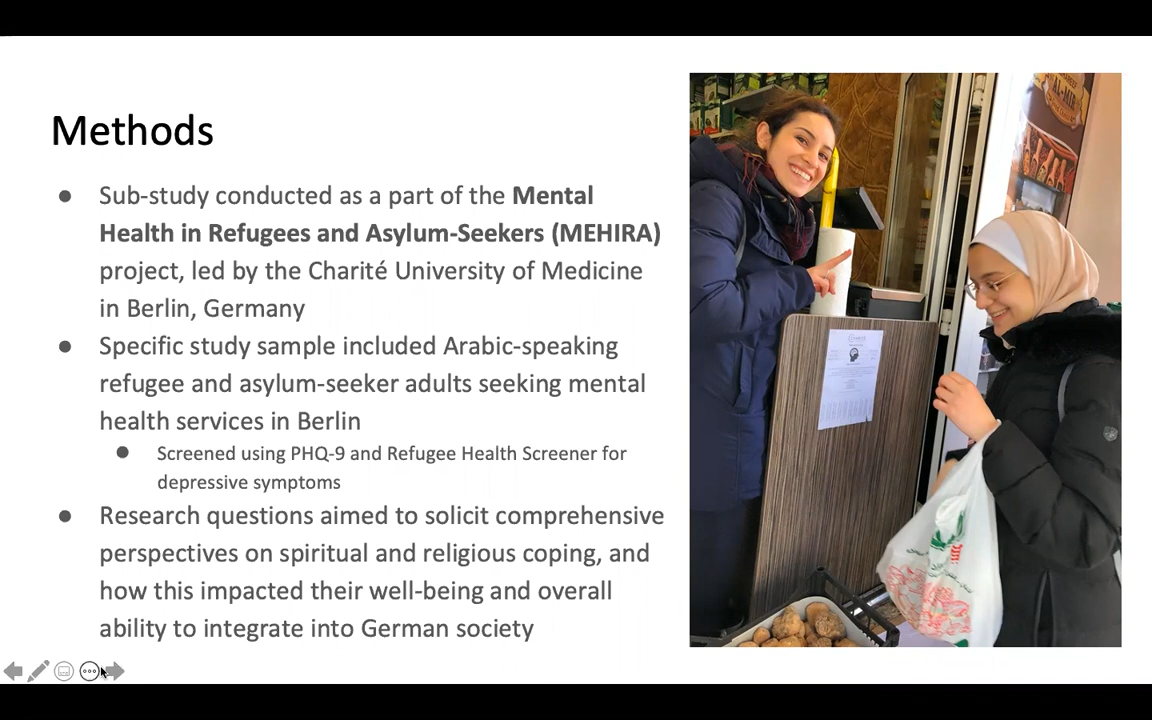 Methods
Sub-study conducted as a part of the Mental
Health in Refugees and Asylum-Seekers (MEHIRA)
project, led by the Charité University of Medicine
in Berlin, Germany
Specific study sample included Arabic-speaking
refugee and asylum-seeker adults seeking mental
health services in Berlin
Screened using PHQ-9 and Refugee Health Screener for
depressive symptoms
Research questions aimed to solicit comprehensive
perspectives on spiritual and religious coping, and
how this impacted their well-being and overall
ability to integrate into German society
AL-MIR